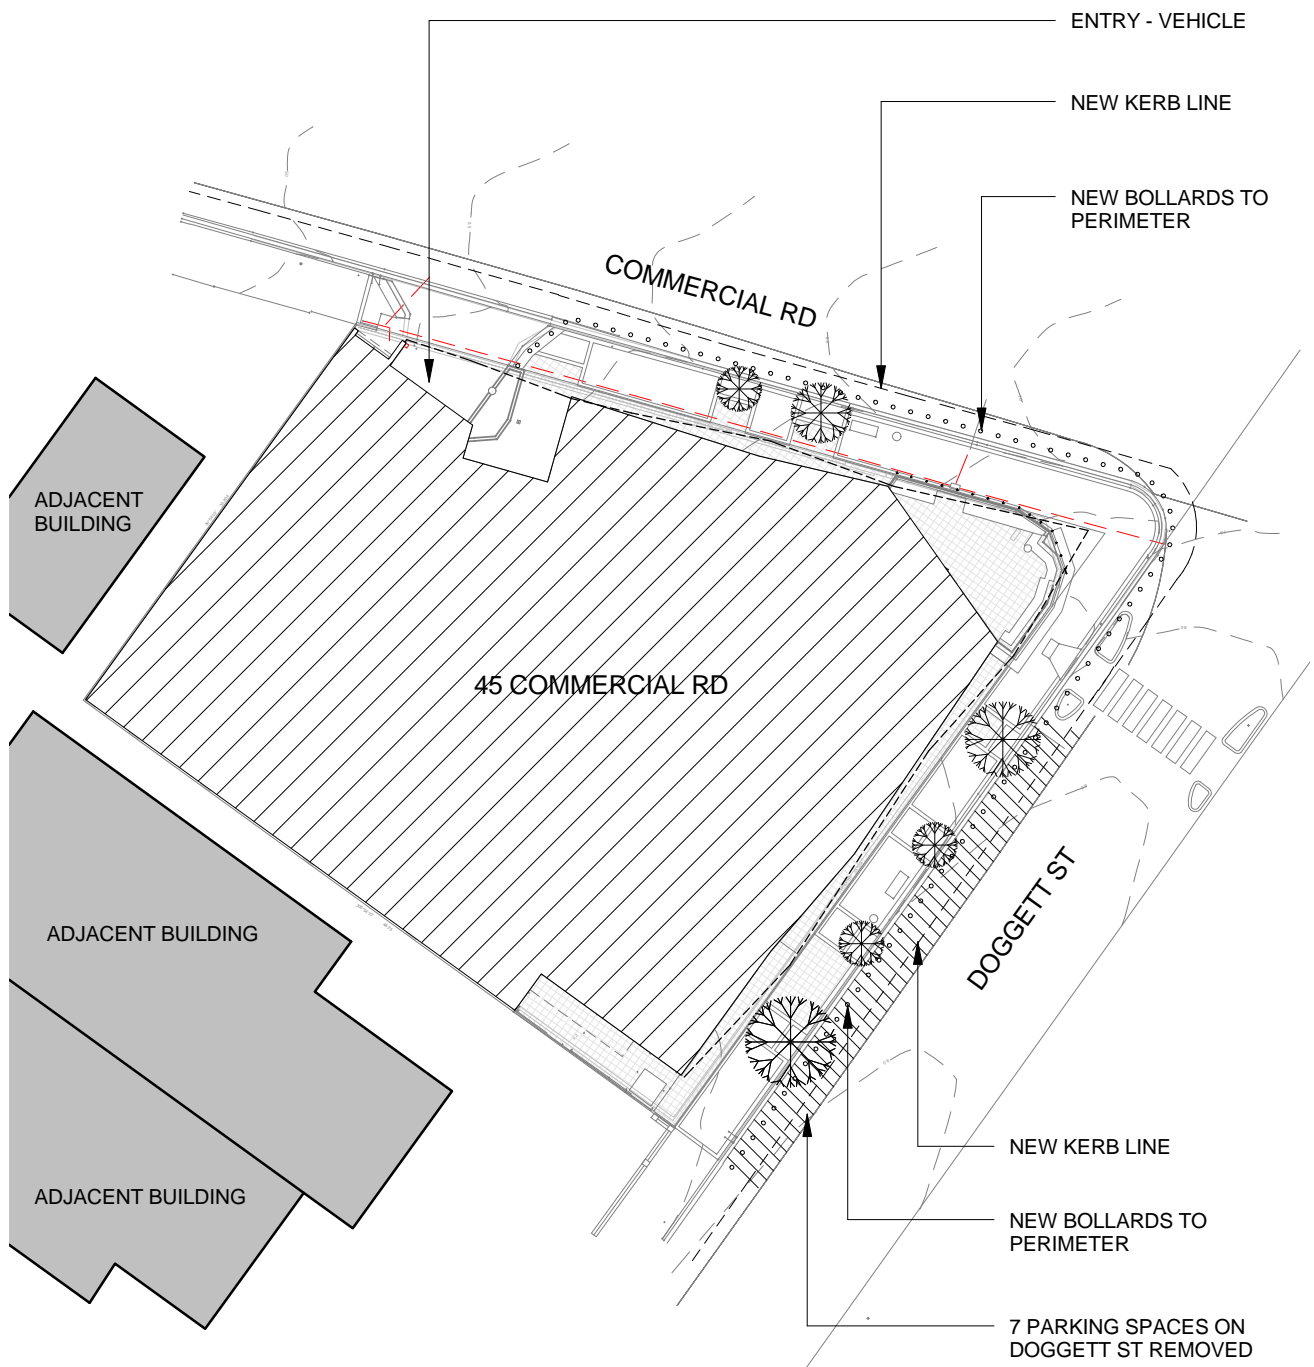 ENTRY - VEHICLE
NEW KERB LINE
NEW BOLLARDS TO
PERIMETER
COMMERCIAL RD
ADJACENT
BUILDING
45 COMMERCIAL RD
ADJACENT BUILDING
DOGGETT ST
ADJACENT BUILDING
NEW KERB LINE
NEW BOLLARDS TO
PERIMETER
7 PARKING SPACES ON
DOGGETT ST REMOVED